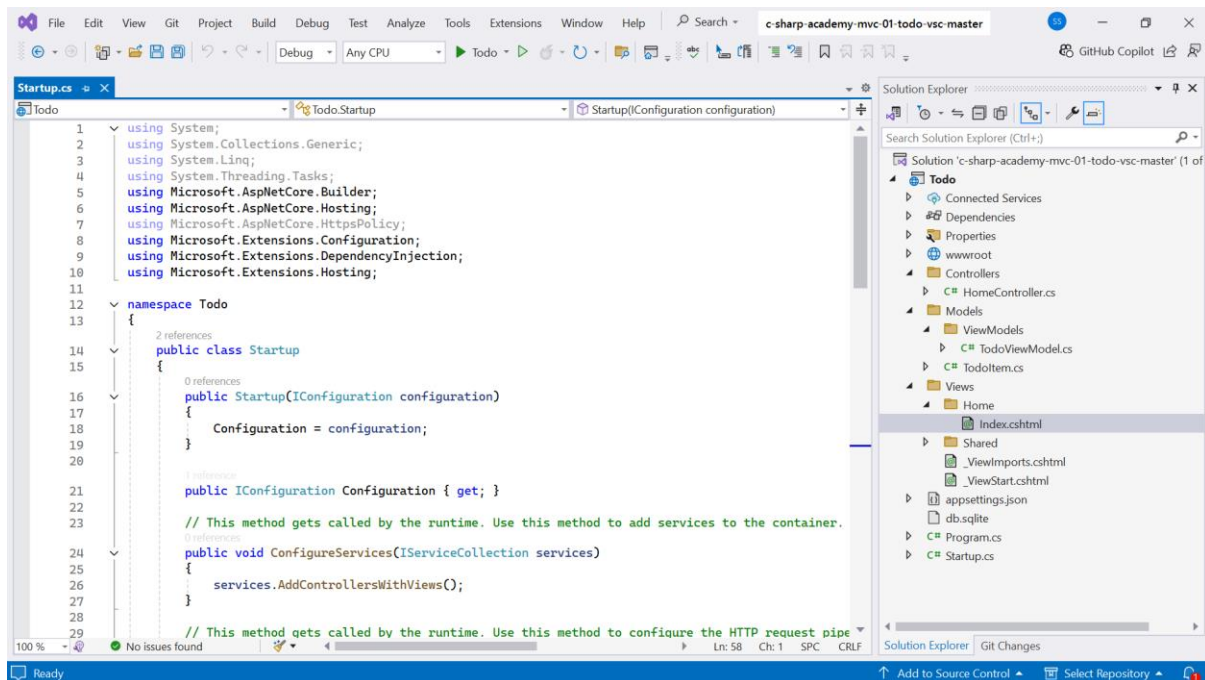 File Edit View Git Project Build Debug Test Analyze Tools Extensions Window Help Search c-sharp-academy-mvc-01-todo-vsc-master SS
Debug Any CPU Todo GitHub Copilot
Startup.cs
Todo Todo.Startup Startup(IConfiguration configuration)
1 using System;
2 using System.Collections.Generic;
3 using System.Linq;
4 using System.Threading.Tasks;
5 using Microsoft.AspNetCore.Builder;
6 using Microsoft.AspNetCore.Hosting;
7 using Microsoft.AspNetCore.HttpsPolicy;
8 using Microsoft.Extensions.Configuration;
9 using Microsoft.Extensions.DependencyInjection;
10 using Microsoft.Extensions.Hosting;
11
12 namespace Todo
13 {
2 references
14 public class Startup
15 {
0 references
16 public Startup(IConfiguration configuration)
17 {
18 Configuration = configuration;
19 }
20
1 reference
21 public IConfiguration Configuration { get; }
22
23 // This method gets called by the runtime. Use this method to add services to the container.
0 references
24 public void ConfigureServices(IServiceCollection services)
25 {
26 services.AddControllersWithViews();
27 }
28
29 // This method gets called by the runtime. Use this method to configure the HTTP request pipe
100 % No issues found Ln: 58 Ch: 1 SPC CRLF
Solution Explorer
Search Solution Explorer (Ctrl+;)
Solution 'c-sharp-academy-mvc-01-todo-vsc-master' (1 of
Todo
Connected Services
Dependencies
Properties
wwwroot
Controllers
C# HomeController.cs
Models
ViewModels
C# TodoViewModel.cs
C# TodoItem.cs
Views
Home
Index.cshtml
Shared
_ViewImports.cshtml
_ViewStart.cshtml
appsettings.json
db.sqlite
C# Program.cs
C# Startup.cs
Solution Explorer Git Changes
Ready Add to Source Control Select Repository 1